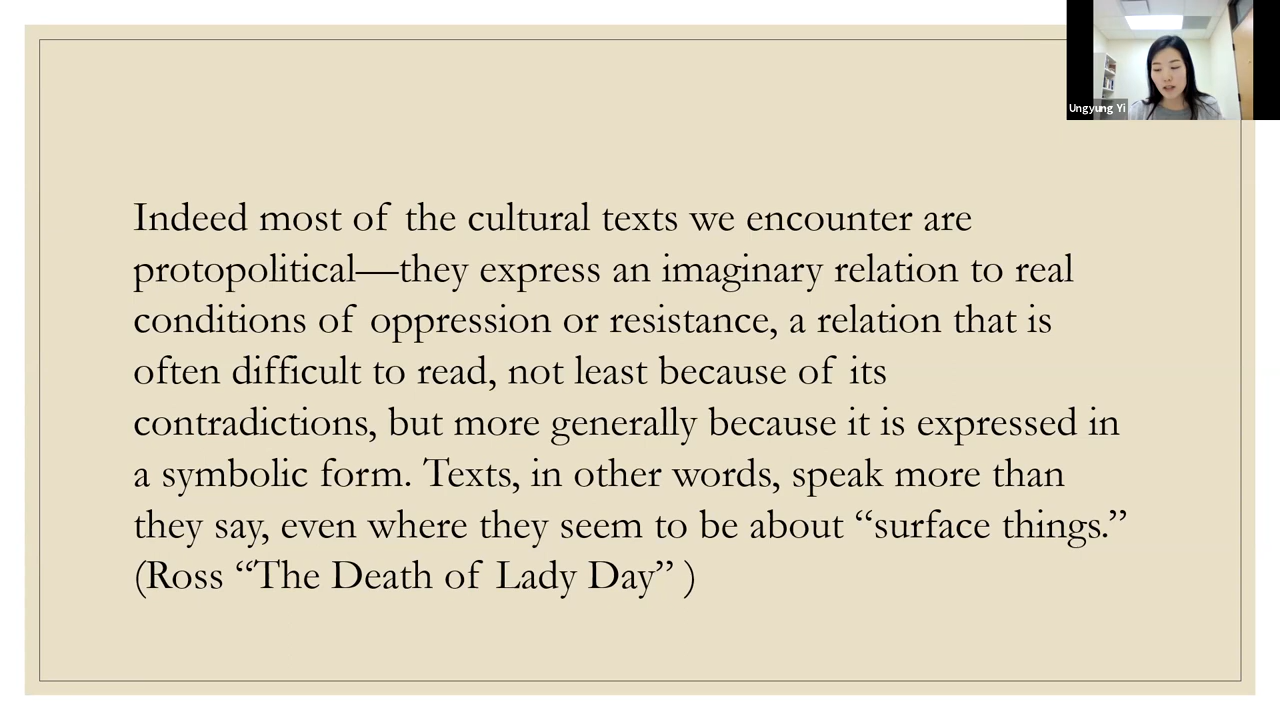 Ungyung Yi
Indeed most of the cultural texts we encounter are
protopolitical—they express an imaginary relation to real
conditions of oppression or resistance, a relation that is
often difficult to read, not least because of its
contradictions, but more generally because it is expressed in
a symbolic form. Texts, in other words, speak more than
they say, even where they seem to be about “surface things.”
(Ross “The Death of Lady Day” )